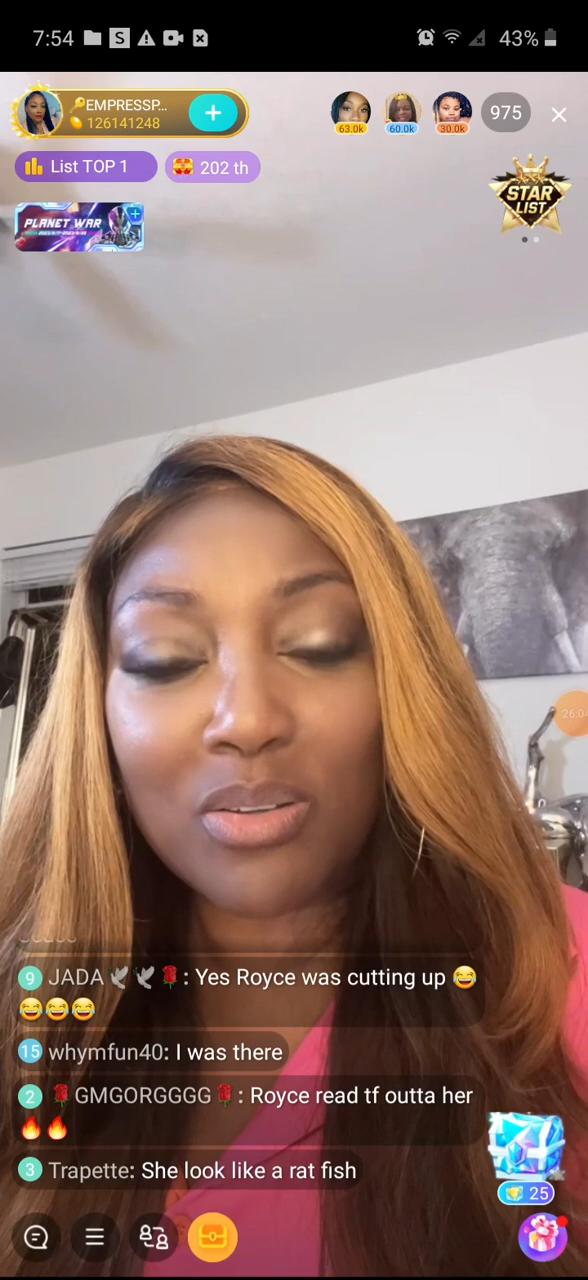 7:54 S 43%
EMPRESSP...
126141248
63.0k 60.0k 30.0k
975
List TOP 1
202 th
STAR
LIST
PLANET WAR
26:04
9 JADA🕊🕊🌹: Yes Royce was cutting up 😂
😂😂😂
15 whymfun40: I was there
2 🌹GMGORGGGG🌹: Royce read tf outta her
🔥🔥
3 Trapette: She look like a rat fish
25